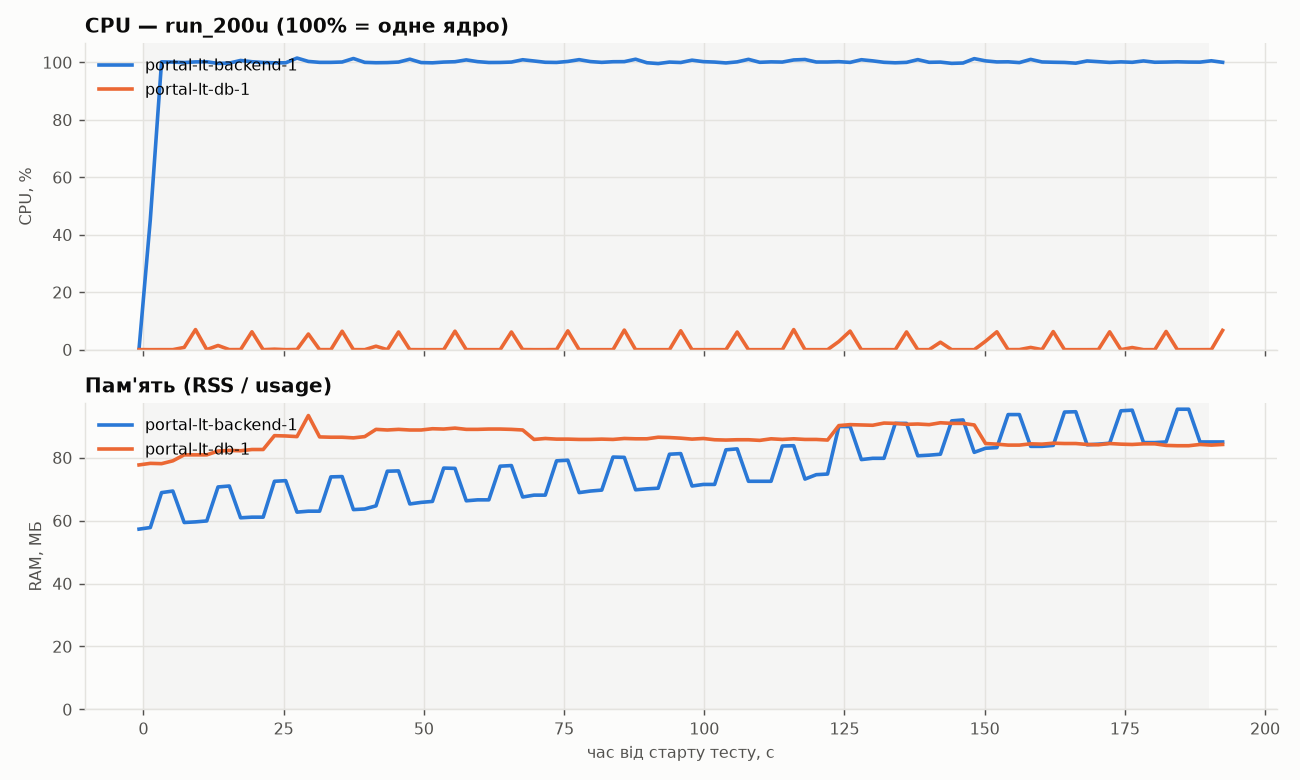 CPU — run_200u (100% = одне ядро)
portal-lt-backend-1
portal-lt-db-1
CPU, %
100
80
60
40
20
0
Пам'ять (RSS / usage)
portal-lt-backend-1
portal-lt-db-1
RAM, МБ
80
60
40
20
0
0 25 50 75 100 125 150 175 200
час від старту тесту, с